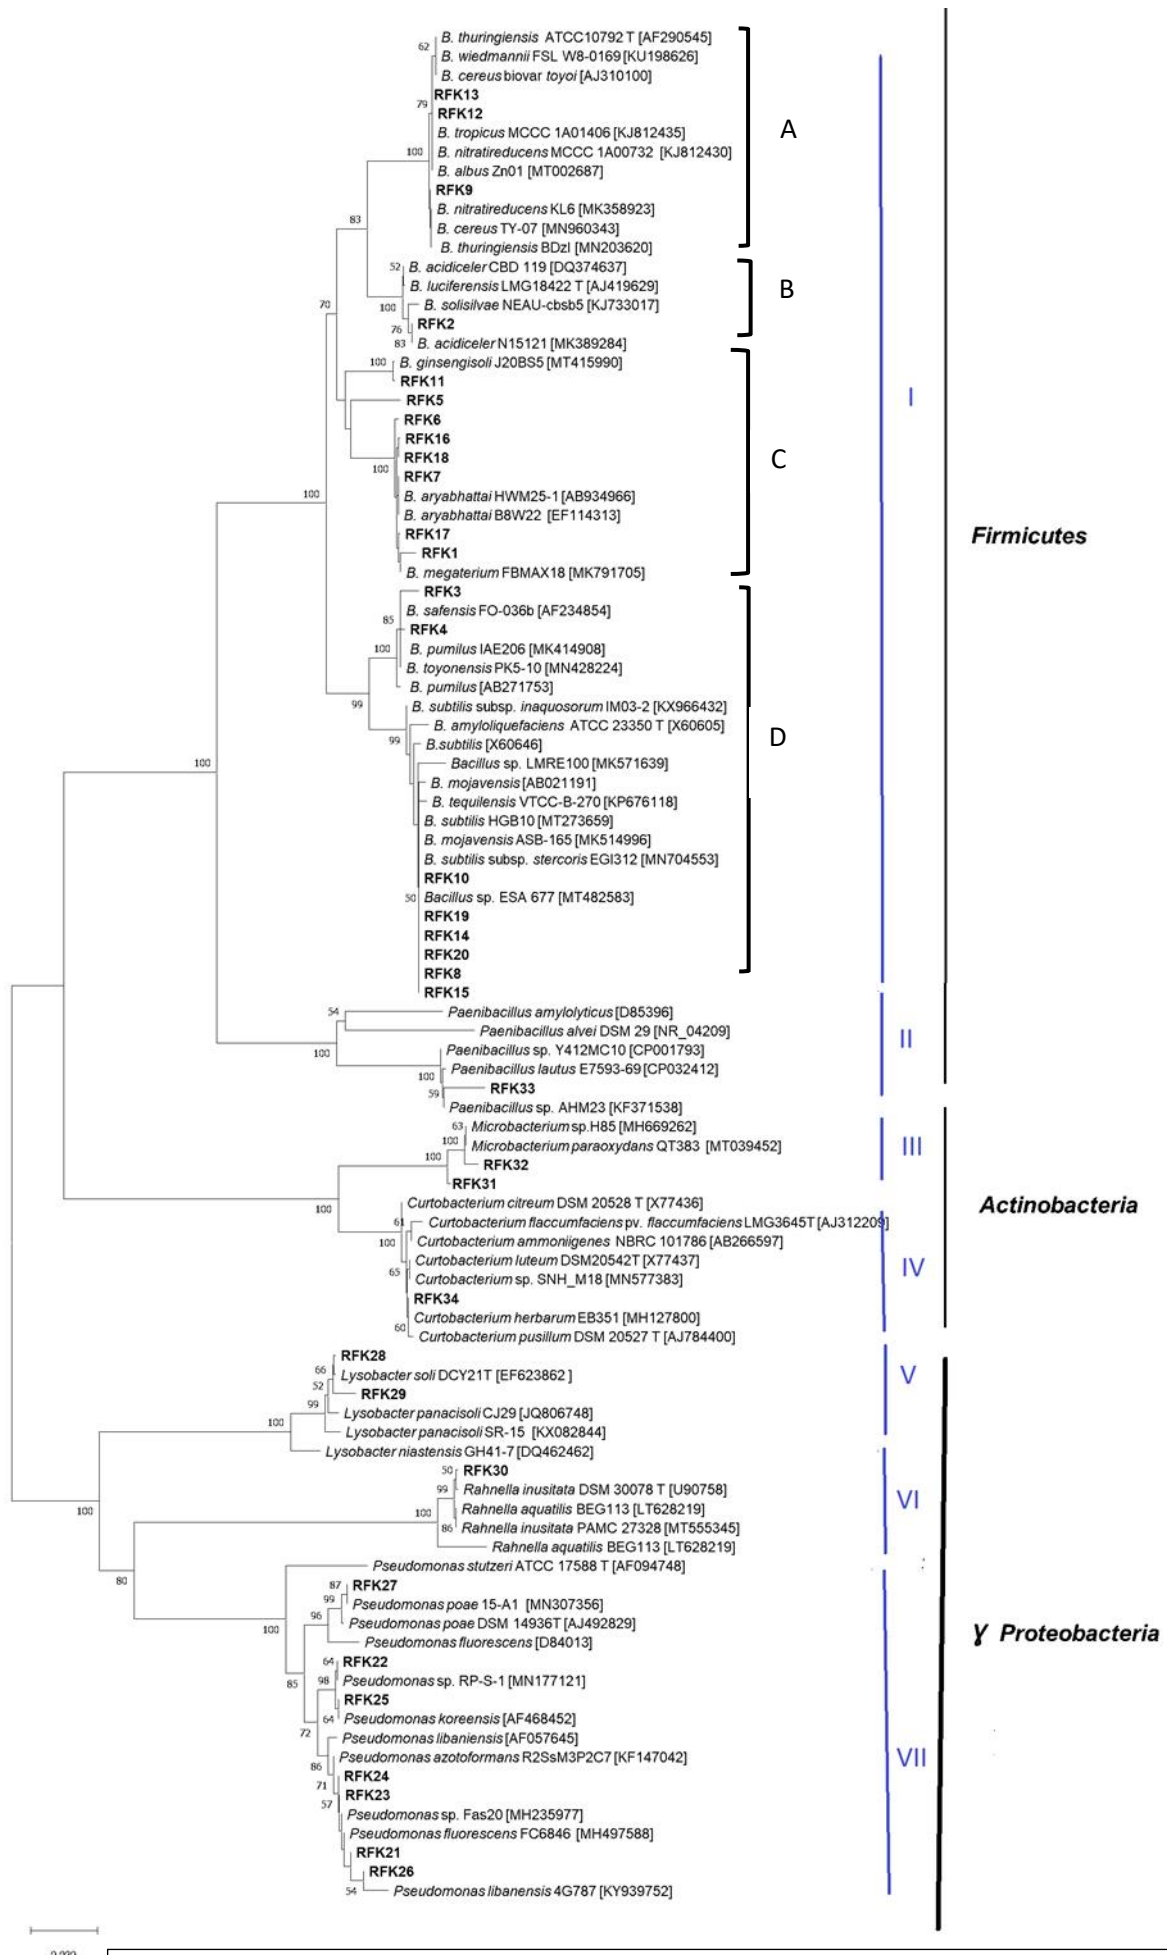 B. thuringiensis ATCC10792 T [AF290545]
62
B. wiedmannii FSL W8-0169 [KU198626]
B. cereus biovar toyoi [AJ310100]
RFK13
79
RFK12
A
B. tropicus MCCC 1A01406 [KJ812435]
100
B. nitratireducens MCCC 1A00732 [KJ812430]
B. albus Zn01 [MT002687]
RFK9
B. nitratireducens KL6 [MK358923]
83
B. cereus TY-07 [MN960343]
B. thuringiensis BDzI [MN203620]
52
B. acidiceler CBD 119 [DQ374637]
B. luciferensis LMG18422 T [AJ419629]
B
70
100
B. solisilvae NEAU-cbsb5 [KJ733017]
RFK2
76
83
B. acidiceler N15121 [MK389284]
100
B. ginsengisoli J20BS5 [MT415990]
RFK11
RFK5
I
RFK6
RFK16
RFK18
C
100
RFK7
100
B. aryabhattai HWM25-1 [AB934966]
B. aryabhattai B8W22 [EF114313]
RFK17
Firmicutes
RFK1
B. megaterium FBMAX18 [MK791705]
RFK3
B. safensis FO-036b [AF234854]
85
RFK4
100
B. pumilus IAE206 [MK414908]
B. toyonensis PK5-10 [MN428224]
B. pumilus [AB271753]
99
B. subtilis subsp. inaquosorum IM03-2 [KX966432]
B. amyloliquefaciens ATCC 23350 T [X60605]
99
D
B.subtilis [X60646]
100
Bacillus sp. LMRE100 [MK571639]
B. mojavensis [AB021191]
B. tequilensis VTCC-B-270 [KP676118]
B. subtilis HGB10 [MT273659]
B. mojavensis ASB-165 [MK514996]
B. subtilis subsp. stercoris EGI312 [MN704553]
RFK10
50
Bacillus sp. ESA 677 [MT482583]
RFK19
RFK14
RFK20
RFK8
RFK15
54
Paenibacillus amylolyticus [D85396]
Paenibacillus alvei DSM 29 [NR_04209]
II
100
Paenibacillus sp. Y412MC10 [CP001793]
Paenibacillus lautus E7593-69 [CP032412]
100
RFK33
59
Paenibacillus sp. AHM23 [KF371538]
63
Microbacterium sp.H85 [MH669262]
100
Microbacterium paraoxydans QT383 [MT039452]
III
100
RFK32
RFK31
Curtobacterium citreum DSM 20528 T [X77436]
Actinobacteria
100
61
Curtobacterium flaccumfaciens pv. flaccumfaciens LMG3645T [AJ312209]
100
Curtobacterium ammoniigenes NBRC 101786 [AB266597]
Curtobacterium luteum DSM20542T [X77437]
IV
65
Curtobacterium sp. SNH_M18 [MN577383]
RFK34
Curtobacterium herbarum EB351 [MH127800]
60
Curtobacterium pusillum DSM 20527 T [AJ784400]
RFK28
66
Lysobacter soli DCY21T [EF623862 ]
V
52
RFK29
99
Lysobacter panacisoli CJ29 [JQ806748]
100
Lysobacter panacisoli SR-15 [KX082844]
Lysobacter niastensis GH41-7 [DQ462462]
50
RFK30
99
Rahnella inusitata DSM 30078 T [U90758]
VI
100
100
Rahnella aquatilis BEG113 [LT628219]
86
Rahnella inusitata PAMC 27328 [MT555345]
Rahnella aquatilis BEG113 [LT628219]
Pseudomonas stutzeri ATCC 17588 T [AF094748]
80
87
RFK27
99
Pseudomonas poae 15-A1 [MN307356]
96
Pseudomonas poae DSM 14936T [AJ492829]
100
Pseudomonas fluorescens [D84013]
Ɣ Proteobacteria
64
RFK22
98
Pseudomonas sp. RP-S-1 [MN177121]
85
RFK25
64
Pseudomonas koreensis [AF468452]
72
Pseudomonas libaniensis [AF057645]
Pseudomonas azotoformans R2SsM3P2C7 [KF147042]
VII
86
RFK24
71
RFK23
57
Pseudomonas sp. Fas20 [MH235977]
Pseudomonas fluorescens FC6846 [MH497588]
RFK21
RFK26
54
Pseudomonas libanensis 4G787 [KY939752]